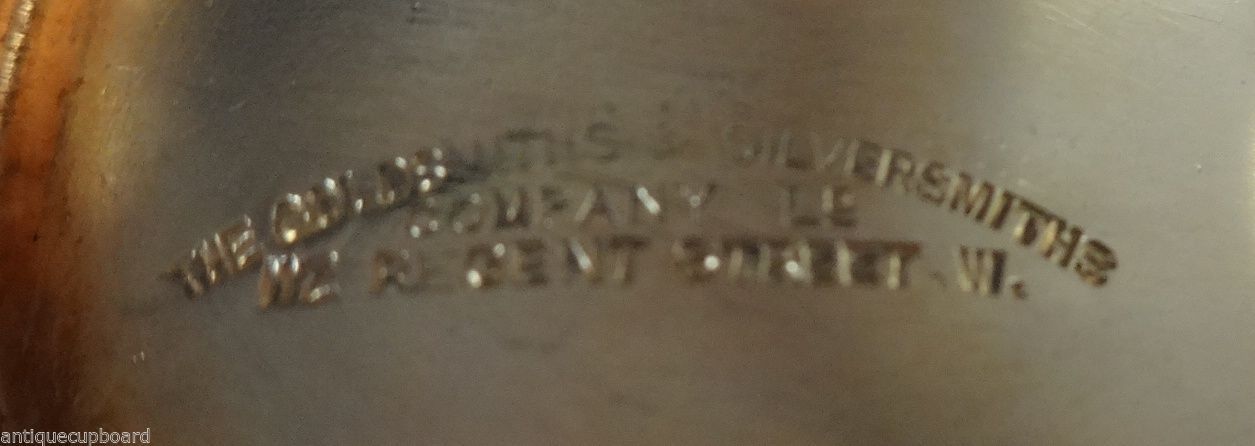 THE GOLDSMITHS & SILVERSMITHS
COMPANY LD
112 REGENT STREET .W.
antiquecupboard